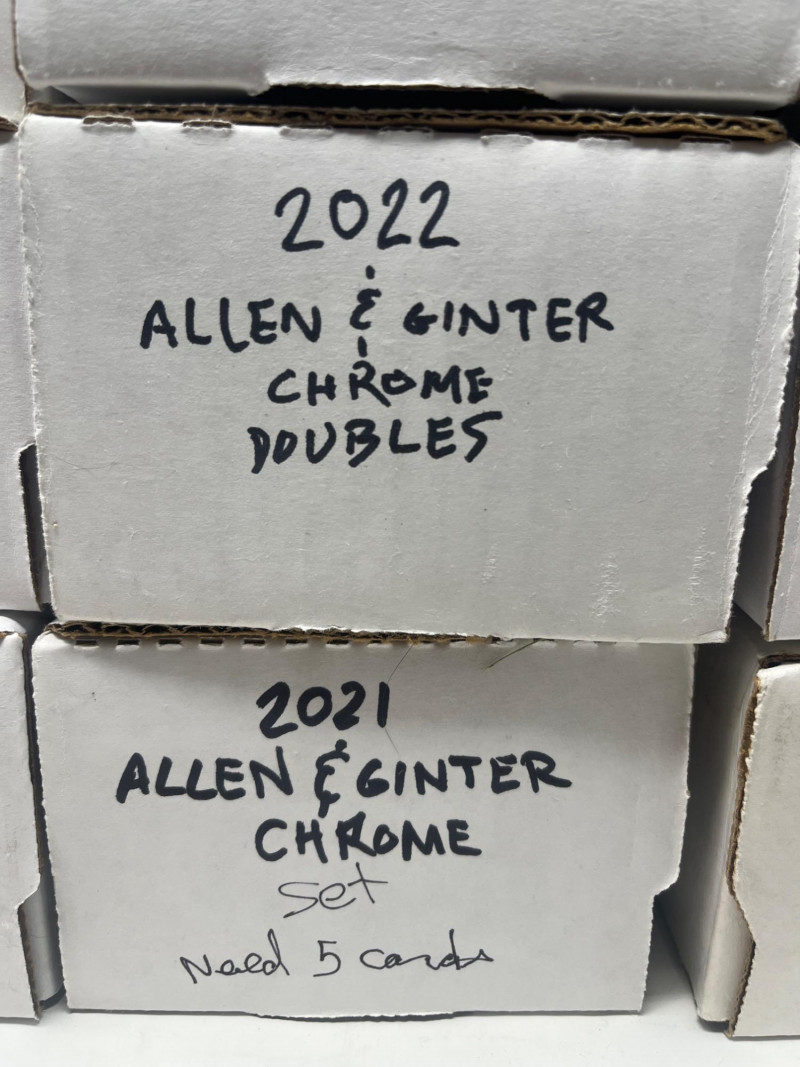 2022
ALLEN & GINTER
CHROME
DOUBLES
2021
ALLEN & GINTER
CHROME
Set
Need 5 cards